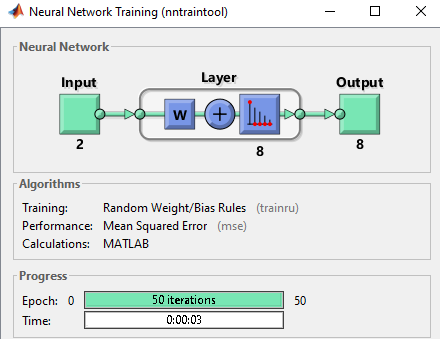 Neural Network Training (nntraintool)
Neural Network
Input
Layer
Output
W
+
2
8
8
Algorithms
Training: Random Weight/Bias Rules (trainru)
Performance: Mean Squared Error (mse)
Calculations: MATLAB
Progress
Epoch: 0 50 iterations 50
Time: 0:00:03